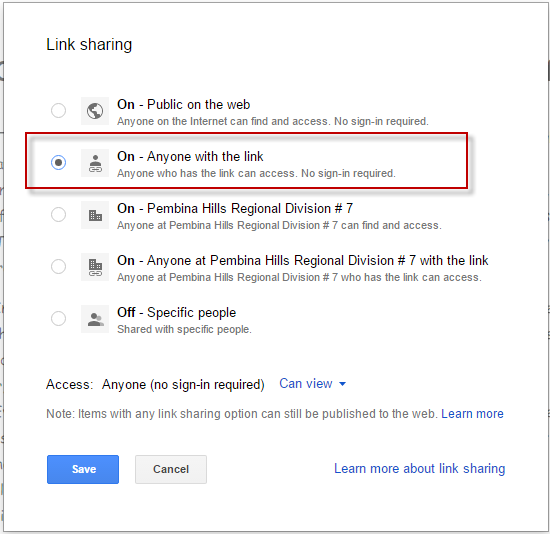 Link sharing
On - Public on the web
Anyone on the Internet can find and access. No sign-in required.
On - Anyone with the link
Anyone who has the link can access. No sign-in required.
On - Pembina Hills Regional Division # 7
Anyone at Pembina Hills Regional Division # 7 can find and access.
On - Anyone at Pembina Hills Regional Division # 7 with the link
Anyone at Pembina Hills Regional Division # 7 who has the link can access.
Off - Specific people
Shared with specific people.
Access: Anyone (no sign-in required) Can view
Note: Items with any link sharing option can still be published to the web. Learn more
Save Cancel Learn more about link sharing